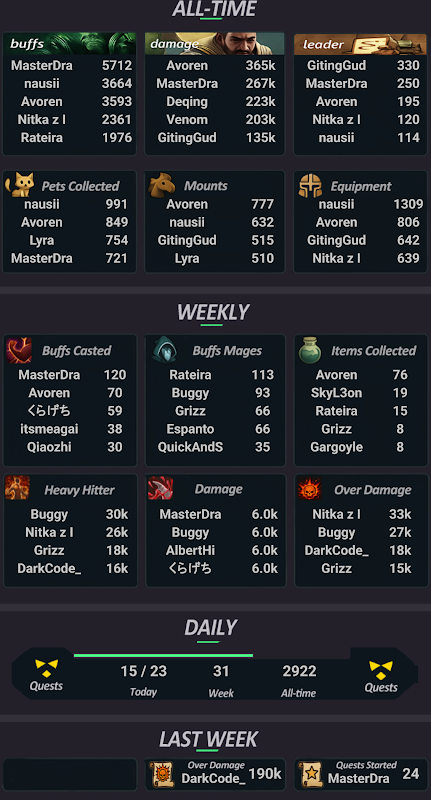 ALL-TIME
buffs
MasterDra 5712
nausii 3664
Avoren 3593
Nitka z l 2361
Rateira 1976
damage
Avoren 365k
MasterDra 267k
Deqing 223k
Venom 203k
GitingGud 135k
leader
GitingGud 330
MasterDra 250
Avoren 195
Nitka z l 120
nausii 114
Pets Collected
nausii 991
Avoren 849
Lyra 754
MasterDra 721
Mounts
Avoren 777
nausii 632
GitingGud 515
Lyra 510
Equipment
nausii 1309
Avoren 806
GitingGud 642
Nitka z l 639
WEEKLY
Buffs Casted
MasterDra 120
Avoren 70
くらげち 59
itsmeagai 38
Qiaozhi 30
Buffs Mages
Rateira 113
Buggy 93
Grizz 66
Espanto 66
QuickAndS 35
Items Collected
Avoren 76
SkyL3on 19
Rateira 15
Grizz 8
Gargoyle 8
Heavy Hitter
Buggy 30k
Nitka z l 26k
Grizz 18k
DarkCode_ 16k
Damage
MasterDra 6.0k
Buggy 6.0k
AlbertHi 6.0k
くらげち 6.0k
Over Damage
Nitka z l 33k
Buggy 27k
DarkCode_ 18k
Grizz 15k
DAILY
Quests
15 / 23
Today
31
Week
2922
All-time
Quests
LAST WEEK
Over Damage
DarkCode_ 190k
Quests Started
MasterDra 24